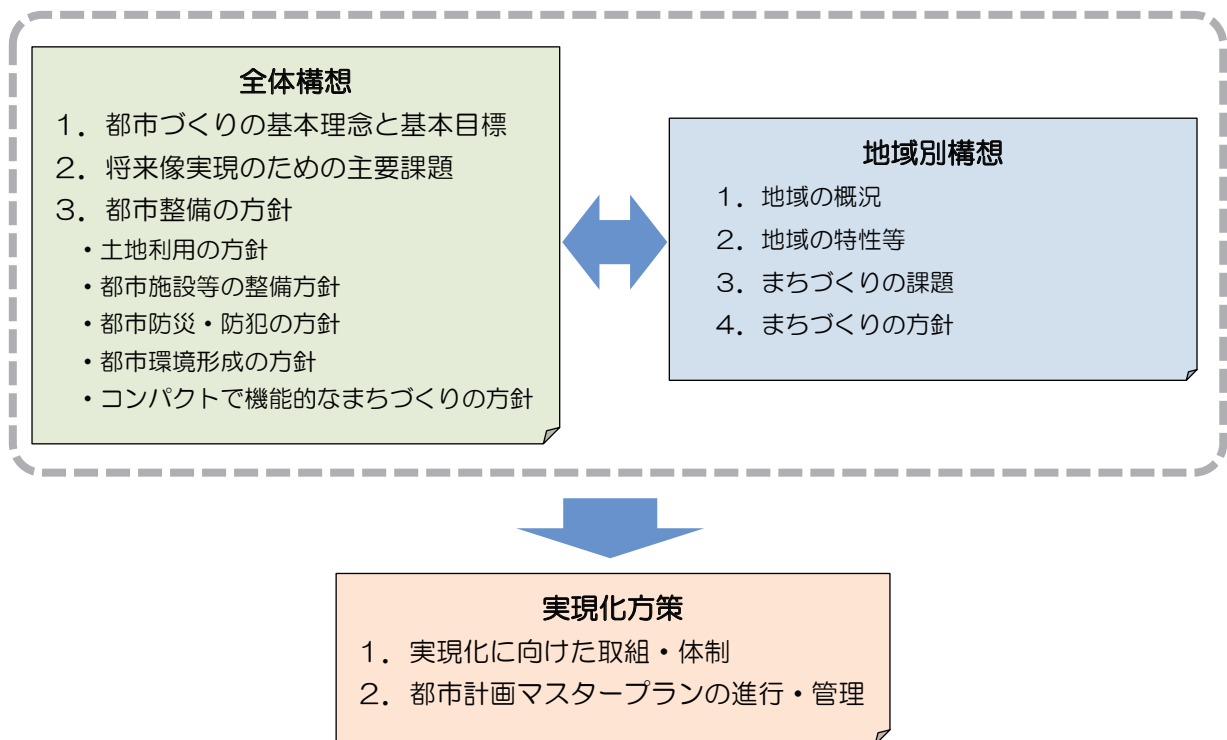 全体構想
１．都市づくりの基本理念と基本目標
２．将来像実現のための主要課題
３．都市整備の方針
・土地利用の方針
・都市施設等の整備方針
・都市防災・防犯の方針
・都市環境形成の方針
・コンパクトで機能的なまちづくりの方針
地域別構想
１．地域の概況
２．地域の特性等
３．まちづくりの課題
４．まちづくりの方針
実現化方策
１．実現化に向けた取組・体制
２．都市計画マスタープランの進行・管理